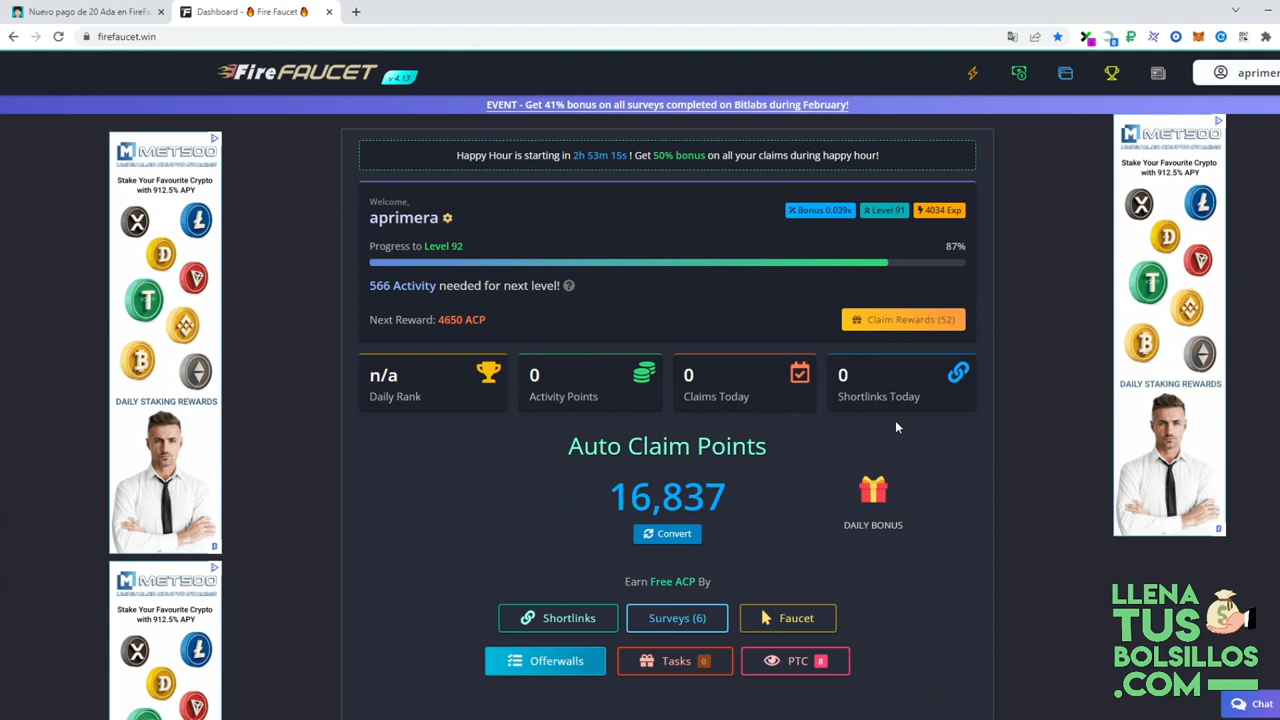 Nuevo pago de 20 Ada en FireFa
Dashboard - 🔥 Fire Faucet 🔥
firefaucet.win
Fire FAUCET v 4.13
aprimer
EVENT - Get 41% bonus on all surveys completed on Bitlabs during February!
Happy Hour starts in 2h 53m 15s ! Get 50% bonus on all your claims during happy hour!
Welcome,
aprimera
Bonus 0.039x
Level 91
4034 Exp
Progress to Level 92
87%
566 Activity needed for next level!
Next Reward: 4650 ACP
Claim Rewards (52)
n/a
Daily Rank
0
Activity Points
0
Claims Today
0
Shortlinks Today
Auto Claim Points
16,837
Convert
DAILY BONUS
Earn Free ACP By
Shortlinks
Surveys (6)
Faucet
Offerwalls
Tasks 0
PTC 8
METSOO
Stake Your Favourite Crypto
with 912.5% APY
DAILY STAKING REWARDS
METSOO
Stake Your Favourite Crypto
with 912.5% APY
METSOO
Stake Your Favourite Crypto
with 912.5% APY
DAILY STAKING REWARDS
LLENA
TUS
BOLSILLOS
.COM
Chat